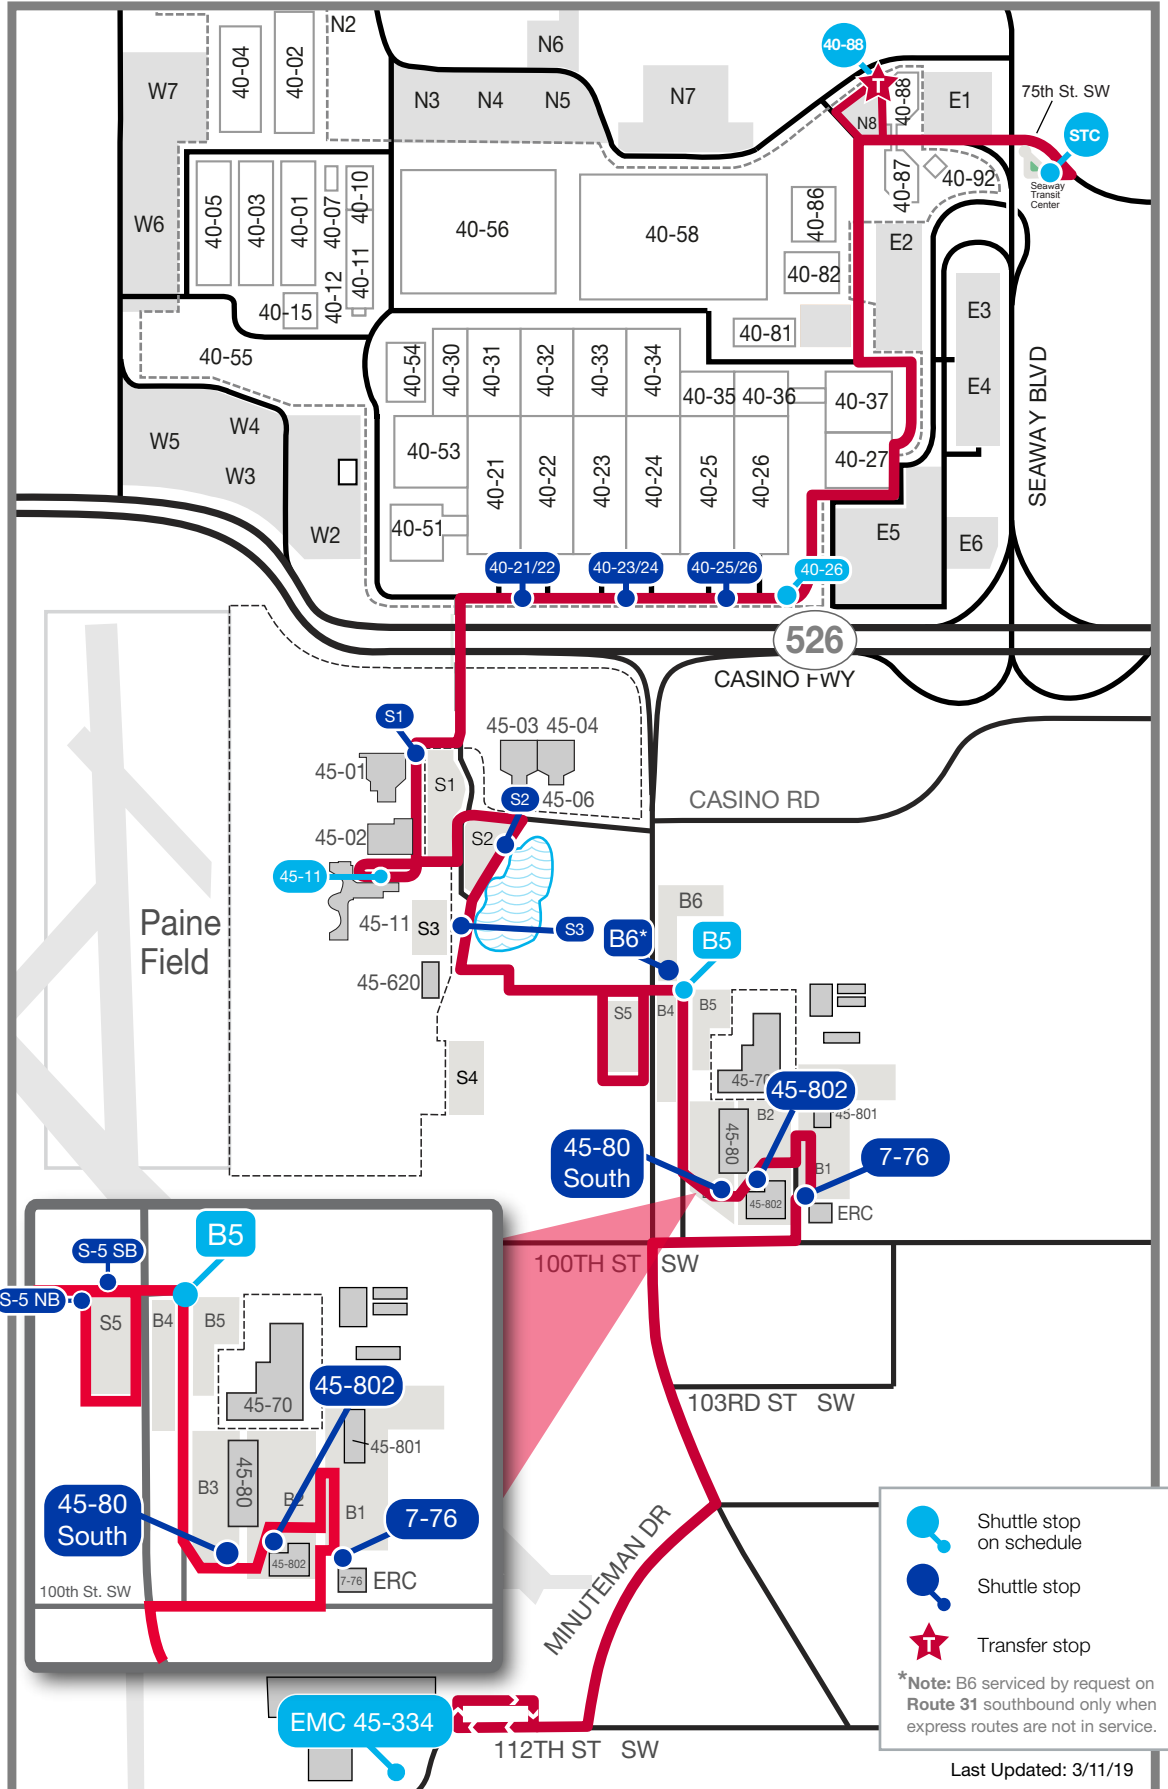 N2
N6
40-04
40-02
40-88
W7
N3
N4
N5
N7
T
40-88
E1
75th St. SW
N8
STC
40-05
40-03
40-01
40-07
40-10
40-87
40-92
Seaway
Transit
Center
W6
40-56
40-58
40-86
E2
40-12
40-11
40-82
40-15
E3
40-81
40-55
40-54
40-30
40-31
40-32
40-33
40-34
SEAWAY BLVD
E4
40-35
40-36
40-37
W5
W4
40-53
W3
40-21
40-22
40-23
40-24
40-25
40-26
40-27
W2
40-51
E5
E6
40-21/22
40-23/24
40-25/26
40-26
526
CASINO FWY
S1
45-03
45-04
45-01
S1
S2
45-06
CASINO RD
45-02
S2
45-11
B6
Paine
Field
45-11
S3
S3
B6*
B5
45-620
S5
B4
B5
S4
45-70
45-802
B2
45-801
45-80
South
45-80
7-76
B1
45-802
ERC
100TH ST SW
S-5 SB
B5
S-5 NB
S5
B4
B5
45-802
45-70
103RD ST SW
45-801
B3
45-80
B2
B1
45-80
South
7-76
45-802
7-76
ERC
100th St. SW
MINUTEMAN DR
Shuttle stop
on schedule
Shuttle stop
T
Transfer stop
*Note: B6 serviced by request on
Route 31 southbound only when
express routes are not in service.
EMC 45-334
112TH ST SW
Last Updated: 3/11/19